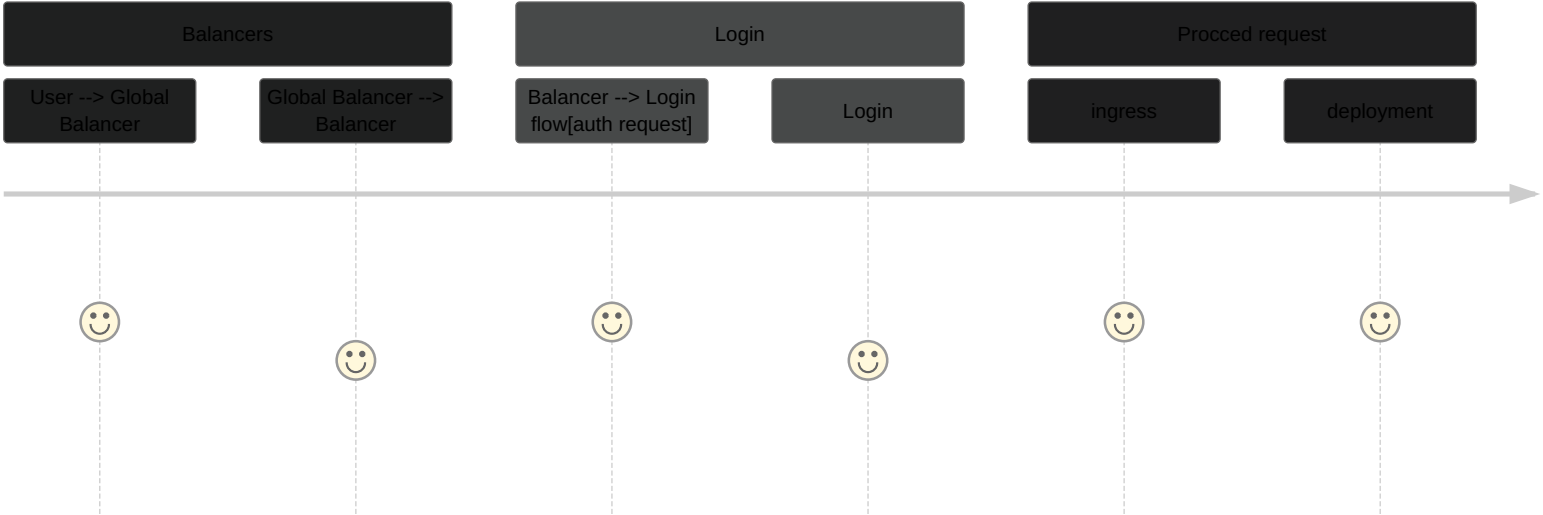 Balancers
Login
Procced request
User --> Global
Balancer
Global Balancer -->
Balancer
Balancer --> Login
flow[auth request]
Login
ingress
deployment